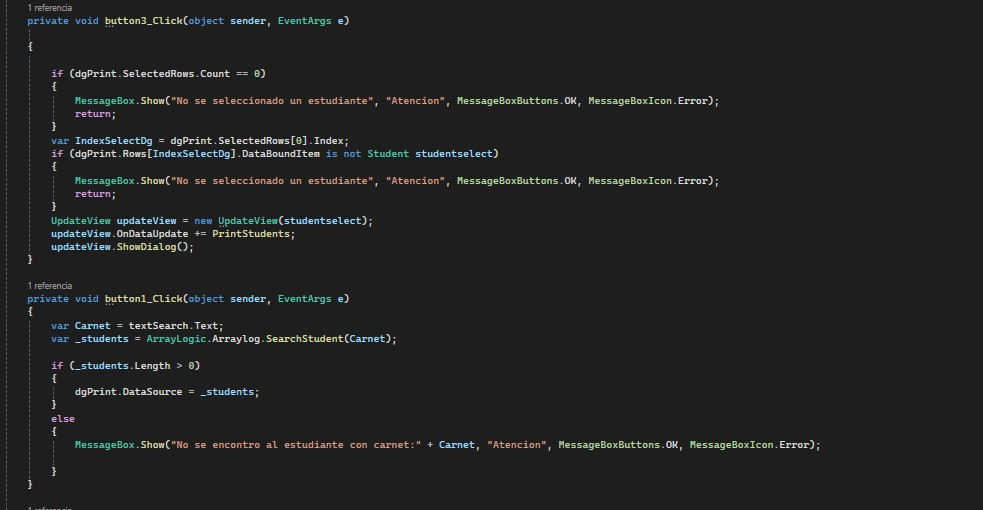 1 referencia
private void button3_Click(object sender, EventArgs e)
{
if (dgPrint.SelectedRows.Count == 0)
{
MessageBox.Show("No se seleccionado un estudiante", "Atencion", MessageBoxButtons.OK, MessageBoxIcon.Error);
return;
}
var IndexSelectDg = dgPrint.SelectedRows[0].Index;
if (dgPrint.Rows[IndexSelectDg].DataBoundItem is not Student studentselect)
{
MessageBox.Show("No se seleccionado un estudiante", "Atencion", MessageBoxButtons.OK, MessageBoxIcon.Error);
return;
}
UpdateView updateView = new UpdateView(studentselect);
updateView.OnDataUpdate += PrintStudents;
updateView.ShowDialog();
}
1 referencia
private void button1_Click(object sender, EventArgs e)
{
var Carnet = textSearch.Text;
var _students = ArrayLogic.Arraylog.SearchStudent(Carnet);
if (_students.Length > 0)
{
dgPrint.DataSource = _students;
}
else
{
MessageBox.Show("No se encontro al estudiante con carnet:" + Carnet, "Atencion", MessageBoxButtons.OK, MessageBoxIcon.Error);
}
}
1 referencia